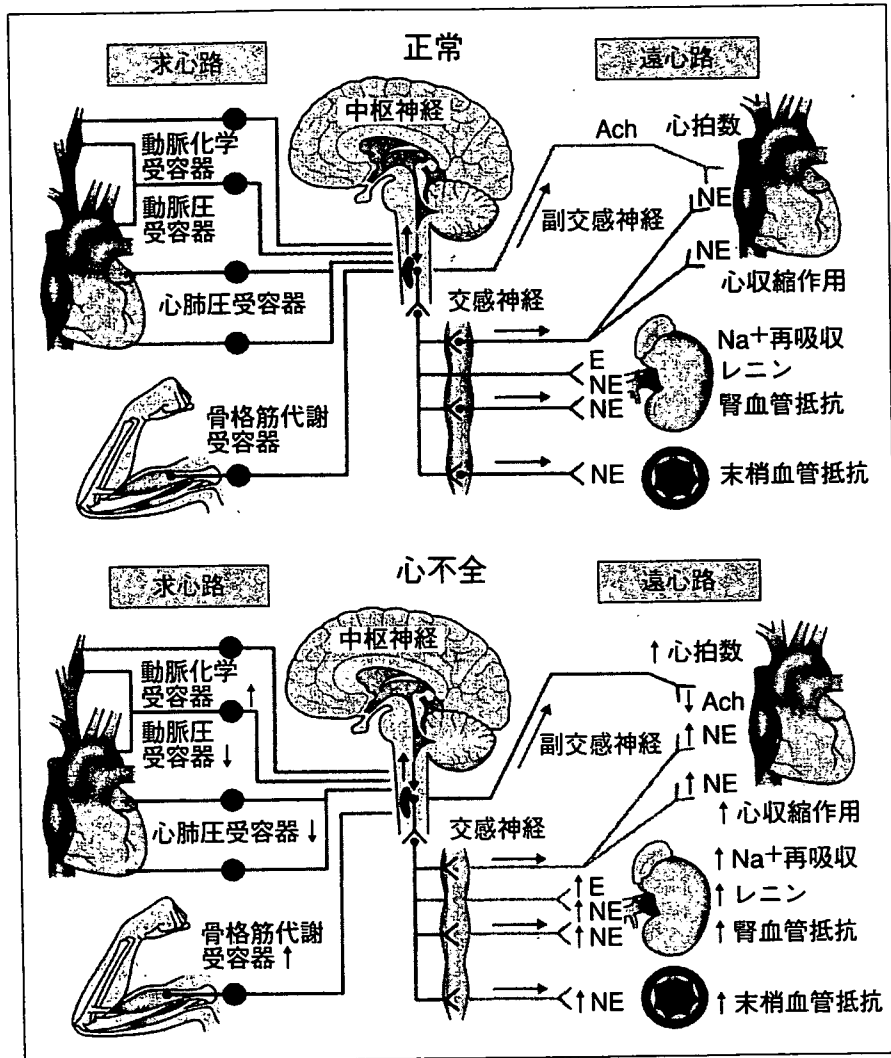 正常
求心路
遠心路
中枢神経
動脈化学
受容器
動脈圧
受容器
心肺圧受容器
骨格筋代謝
受容器
Ach
心拍数
NE
副交感神経
NE
心収縮作用
交感神経
Na⁺再吸収
E
レニン
NE
NE
腎血管抵抗
NE
末梢血管抵抗
心不全
求心路
遠心路
中枢神経
動脈化学
受容器↑
動脈圧
受容器↓
心肺圧受容器↓
骨格筋代謝
受容器↑
↑心拍数
↓Ach
副交感神経
↑NE
↑NE
↑心収縮作用
交感神経
↑Na⁺再吸収
↑E
↑レニン
↑NE
↑NE
↑腎血管抵抗
↑NE
↑末梢血管抵抗